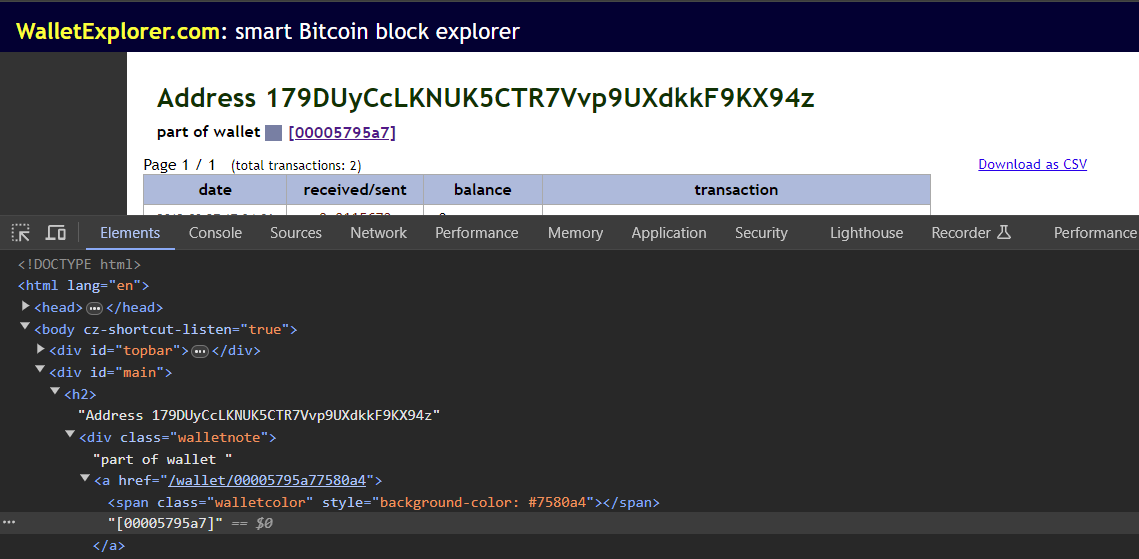 WalletExplorer.com: smart Bitcoin block explorer
Address 179DUyCcLKNUK5CTR7Vvp9UXdkkF9KX94z
part of wallet [00005795a7]
Page 1 / 1 (total transactions: 2) Download as CSV
date received/sent balance transaction
Elements Console Sources Network Performance Memory Application Security Lighthouse Recorder Performance
<!DOCTYPE html>
<html lang="en">
<head> ... </head>
<body cz-shortcut-listen="true">
<div id="topbar"> ... </div>
<div id="main">
<h2>
"Address 179DUyCcLKNUK5CTR7Vvp9UXdkkF9KX94z"
<div class="walletnote">
"part of wallet "
<a href="/wallet/00005795a77580a4">
<span class="walletcolor" style="background-color: #7580a4"></span>
... "[00005795a7]" == $0
</a>